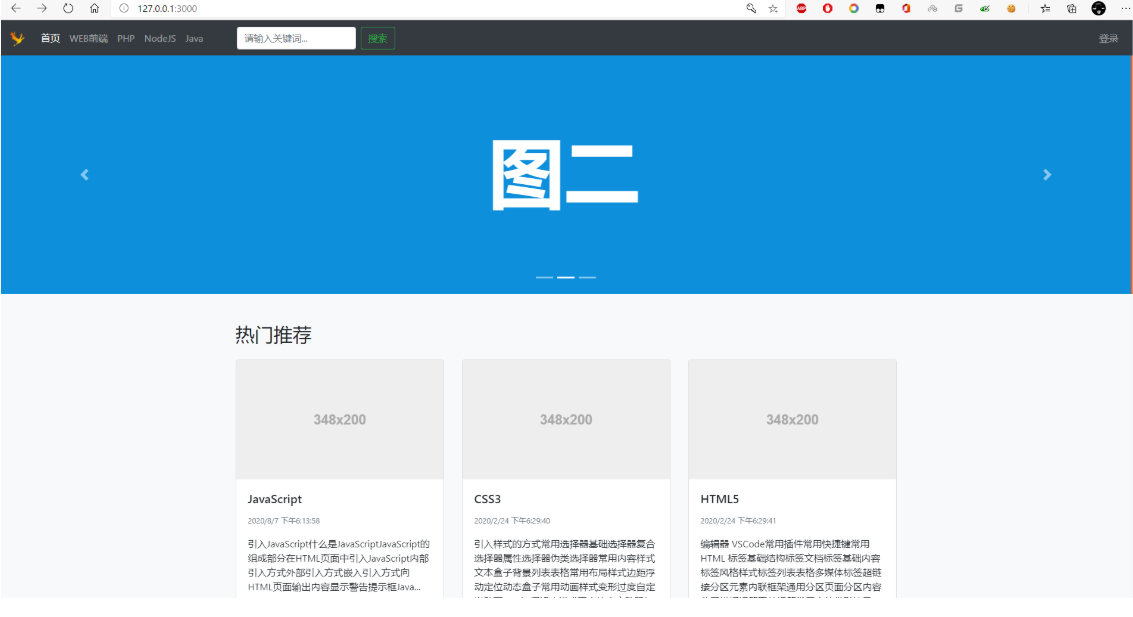 127.0.0.1:3000
首页 WEB前端 PHP NodeJS Java 请输入关键词... 搜索 登录
图二
热门推荐
348x200 348x200 348x200
JavaScript
2020/8/7 下午6:13:58
引入JavaScript什么是JavaScriptJavaScript的
组成部分在HTML页面中引入JavaScript内部
引入方式外部引入方式嵌入引入方式向
HTML页面输出内容显示警告提示框Java...
CSS3
2020/2/24 下午6:29:40
引入样式的方式常用选择器基础选择器复合
选择器属性选择器伪类选择器常用内容样式
文本盒子背景列表表格常用布局样式边距浮
动定位动态盒子常用动画样式变形过度自定
HTML5
2020/2/24 下午6:29:41
编辑器 VSCode常用插件常用快捷键常用
HTML 标签基础结构标签文档标签基础内容
标签风格样式标签列表表格多媒体标签超链
接分区元素内联框架通用分区页面分区内容